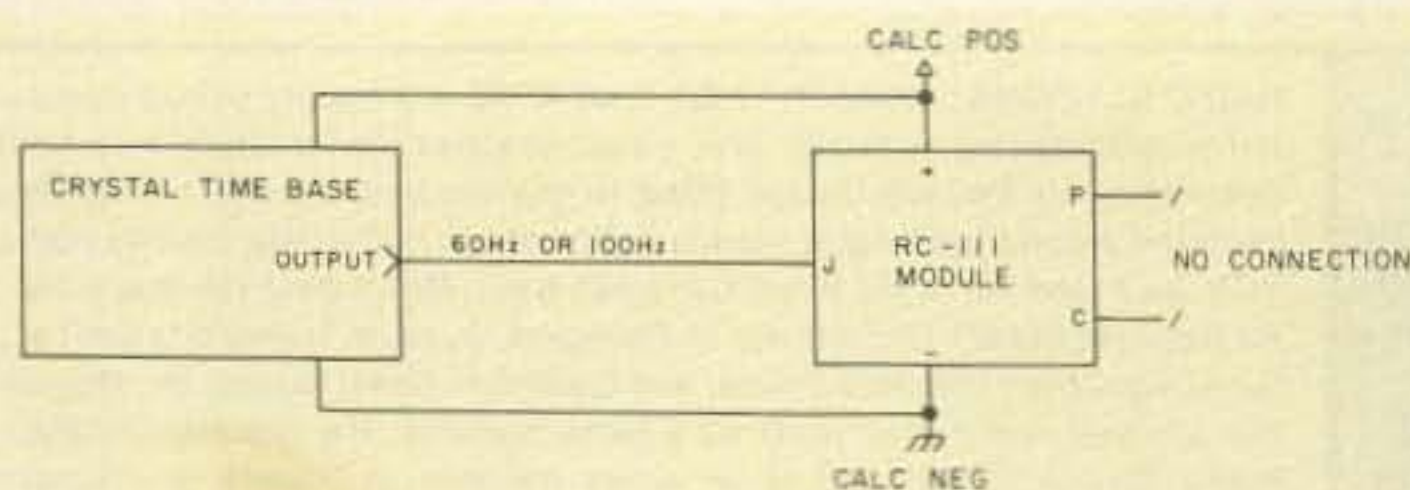 CALC POS
CRYSTAL TIME BASE
OUTPUT
60Hz OR 100Hz
J
+
RC-111
MODULE
-
P
C
NO CONNECTION
CALC NEG